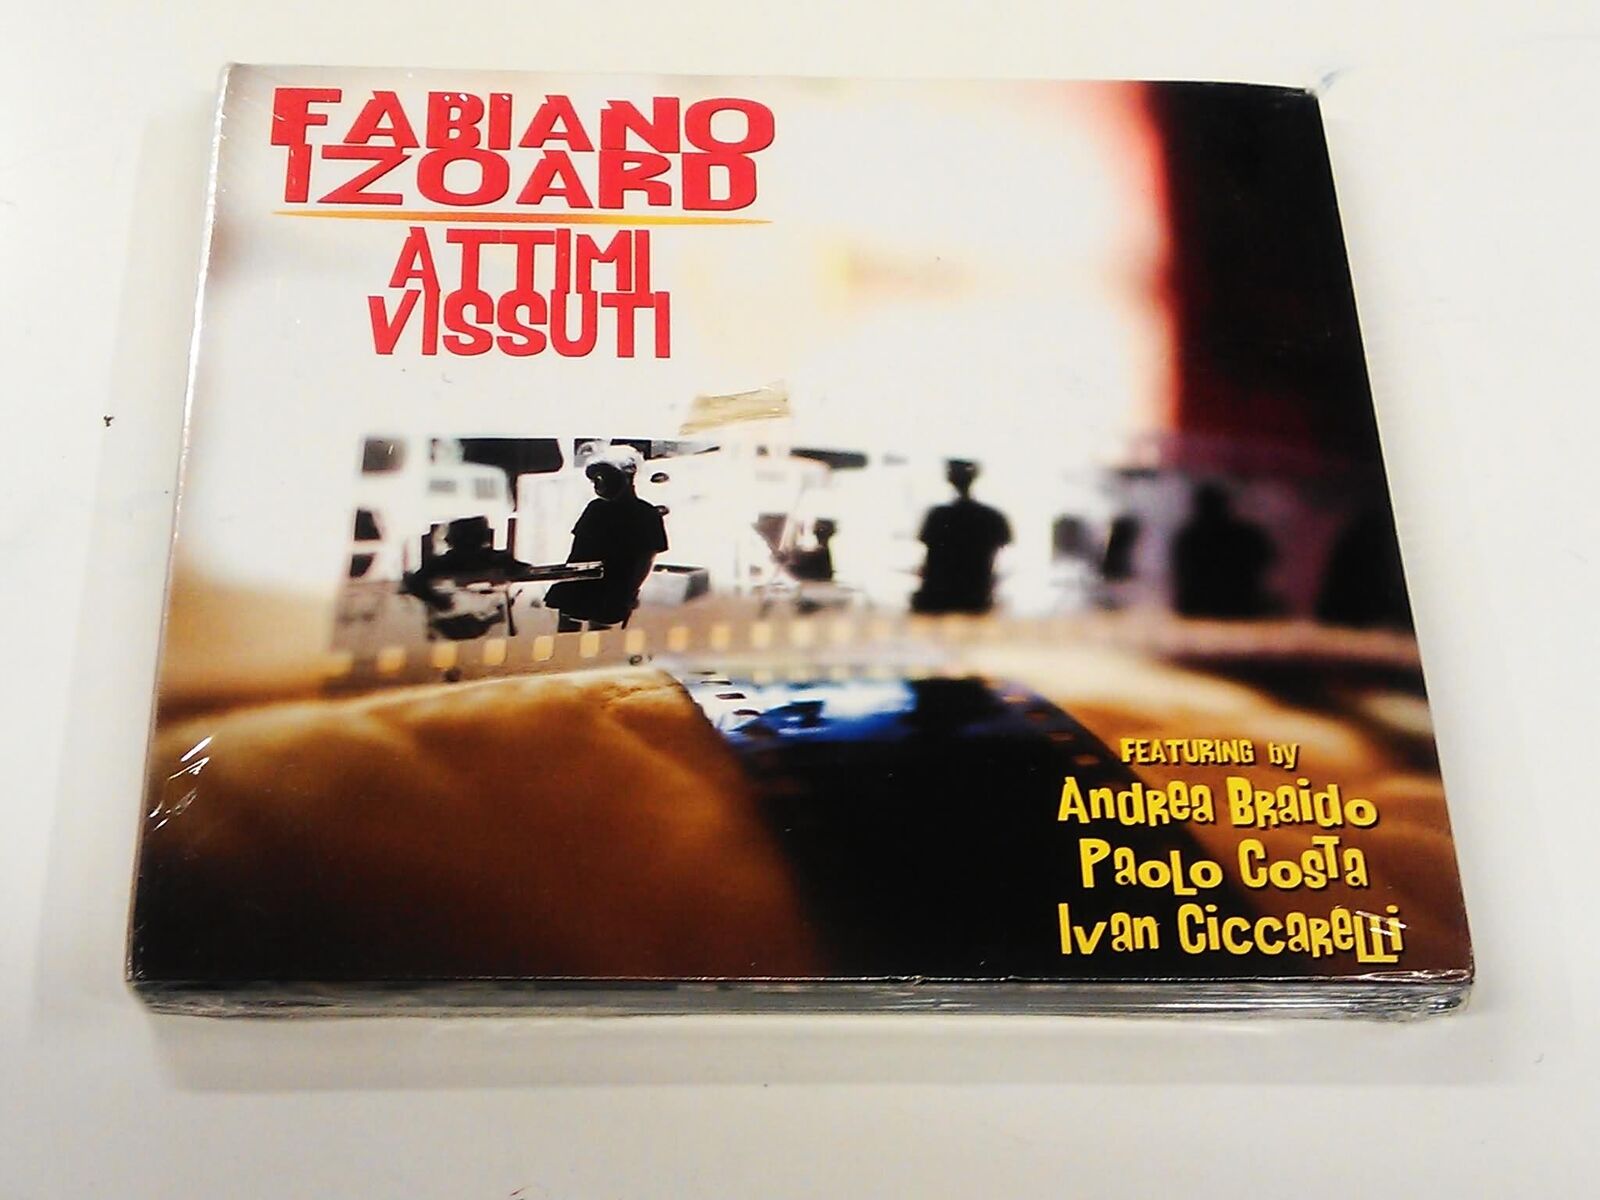 FABIANO
IZOARD
ATTIMI
VISSUTI
FEATURING by
Andrea Braido
Paolo Costa
Ivan Ciccarelli